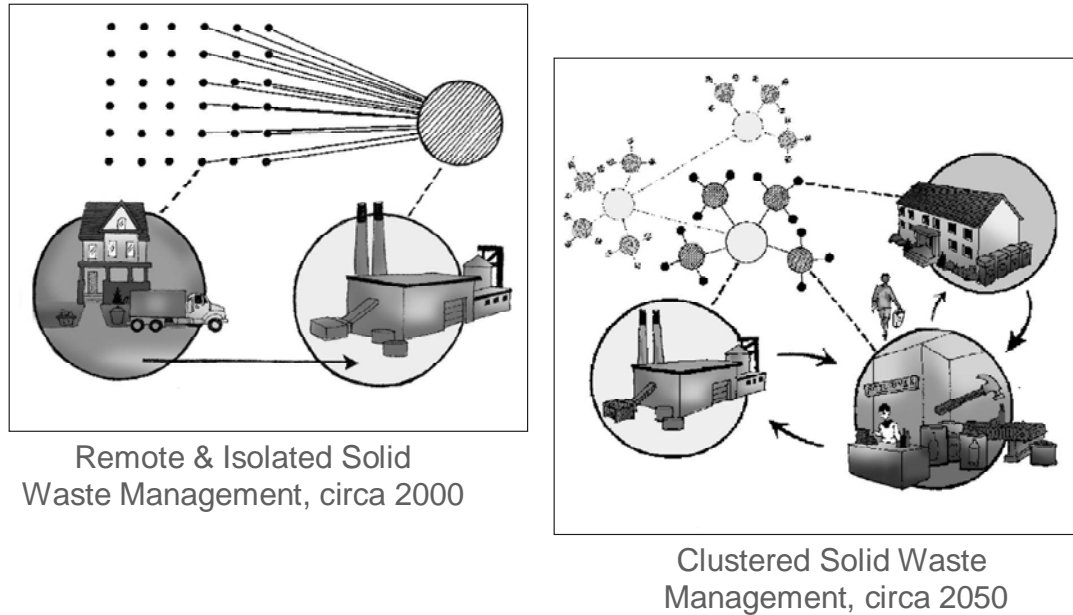 Remote & Isolated Solid
Waste Management, circa 2000
Clustered Solid Waste
Management, circa 2050